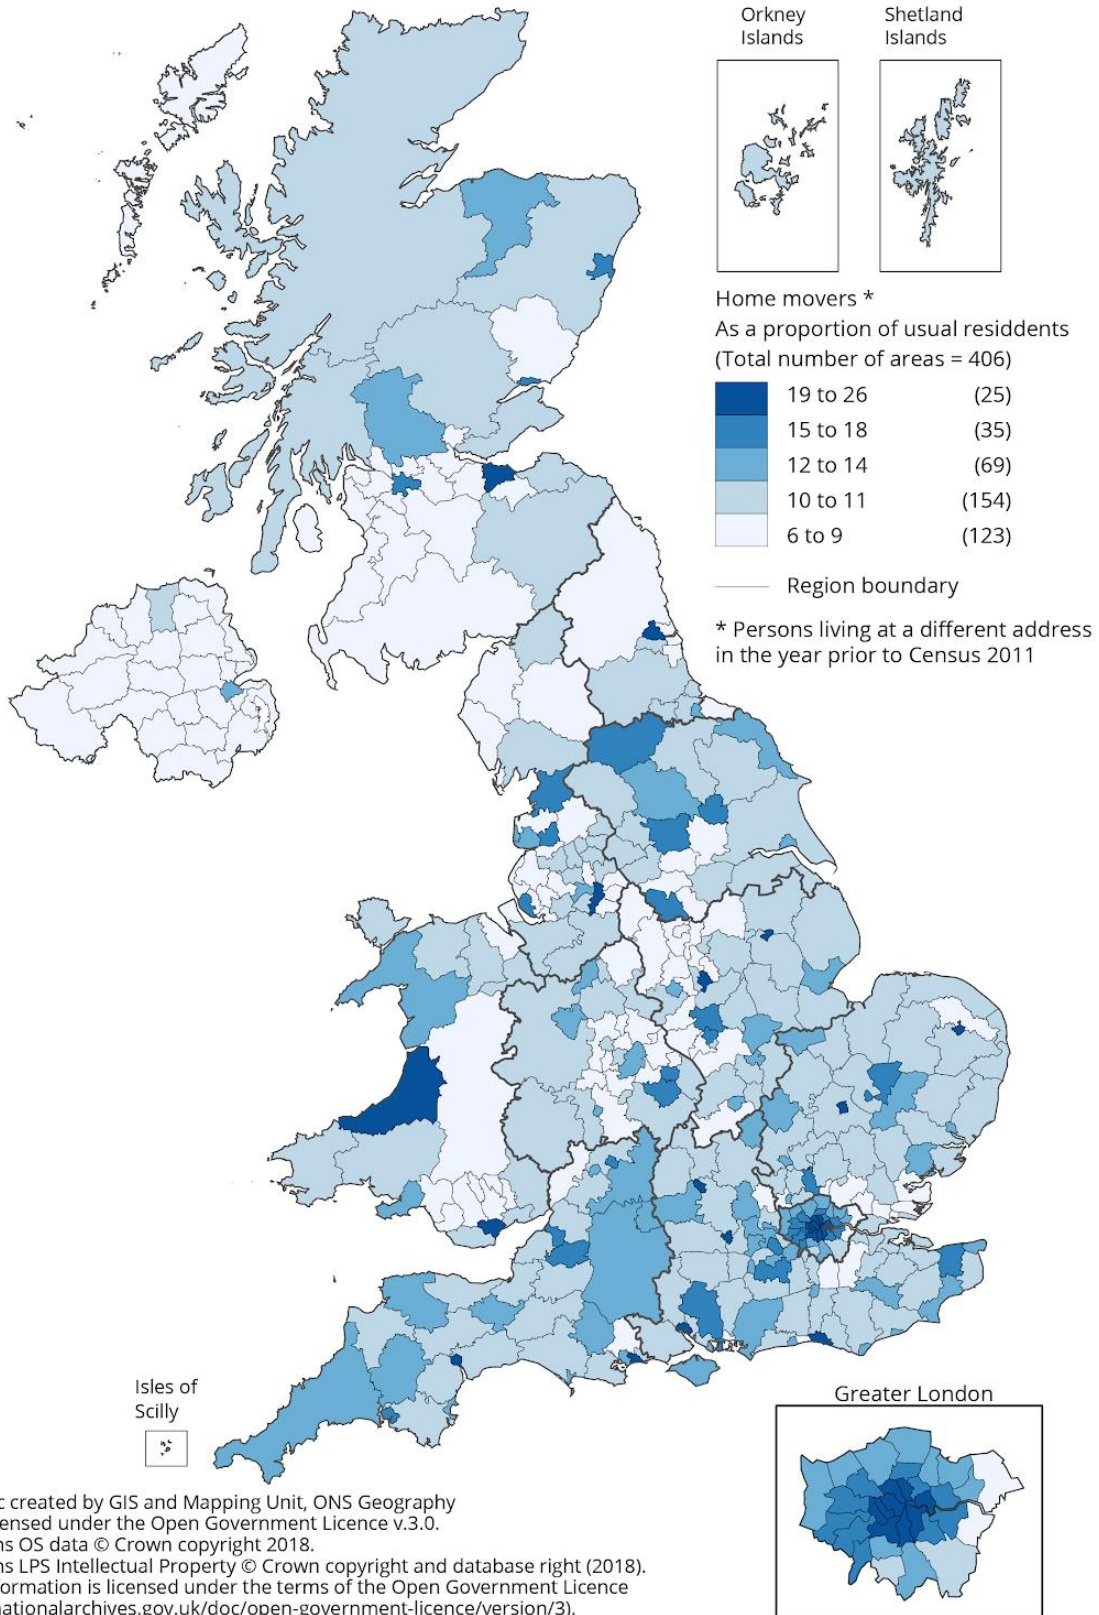 Orkney
Islands
Shetland
Islands
Home movers *
As a proportion of usual residdents
(Total number of areas = 406)
19 to 26 (25)
15 to 18 (35)
12 to 14 (69)
10 to 11 (154)
6 to 9 (123)
Region boundary
* Persons living at a different address
in the year prior to Census 2011
Isles of
Scilly
Greater London
c created by GIS and Mapping Unit, ONS Geography
ensed under the Open Government Licence v.3.0.
ns OS data © Crown copyright 2018.
ns LPS Intellectual Property © Crown copyright and database right (2018).
formation is licensed under the terms of the Open Government Licence
nationalarchives.gov.uk/doc/open-government-licence/version/3).